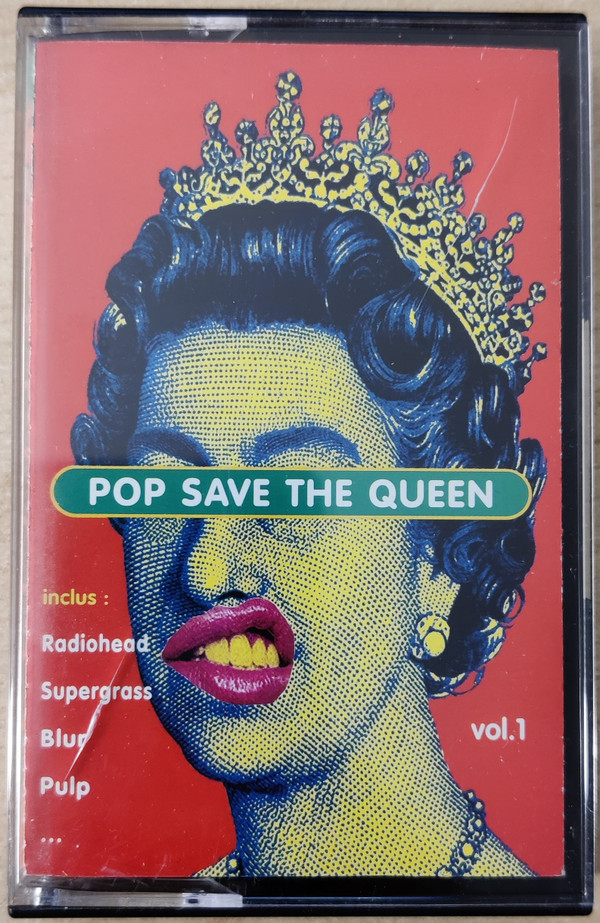 POP SAVE THE QUEEN
inclus :
Radiohead
Supergrass
Blur
Pulp
...
vol.1